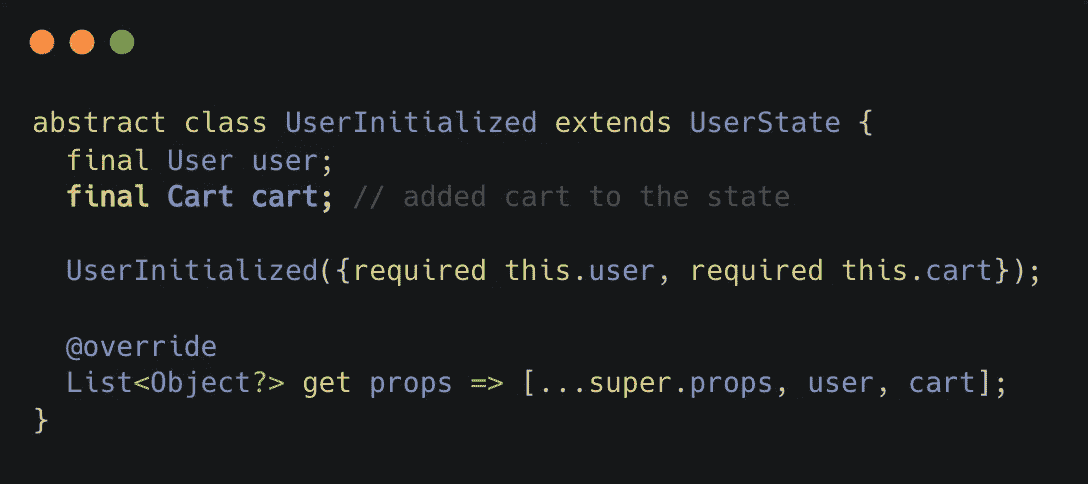 abstract class UserInitialized extends UserState {
  final User user;
  final Cart cart; // added cart to the state

  UserInitialized({required this.user, required this.cart});

  @override
  List<Object?> get props => [...super.props, user, cart];
}